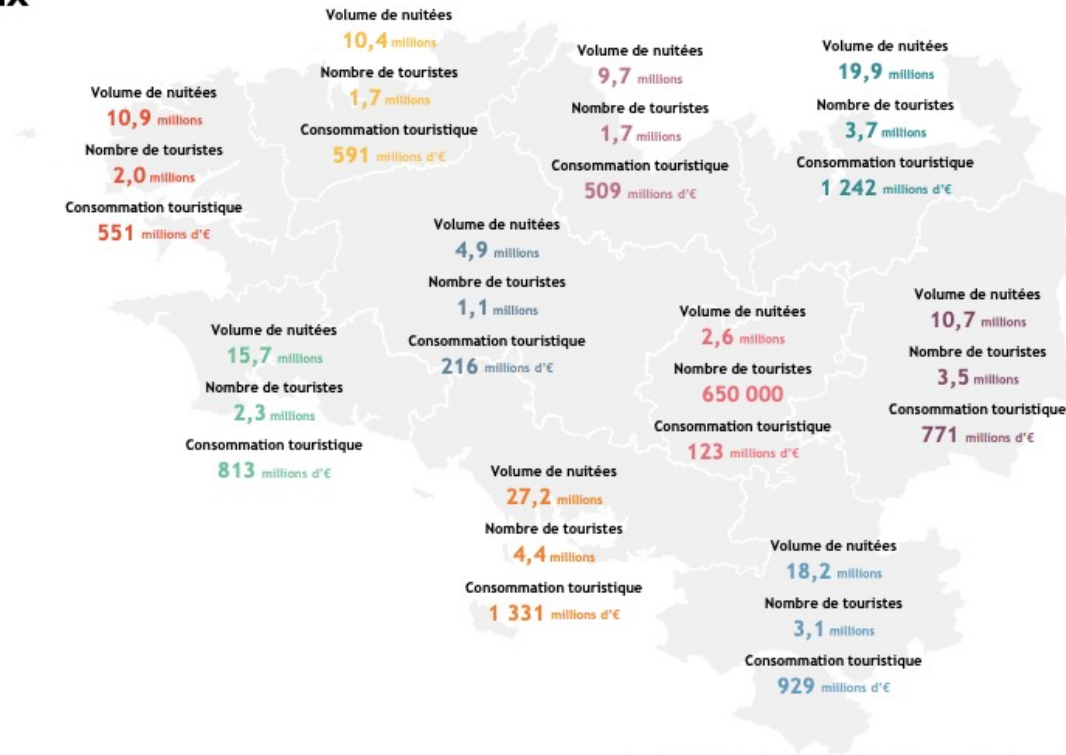 Volume de nuitées
10,4 millions
Nombre de touristes
1,7 millions
Consommation touristique
591 millions d'€
Volume de nuitées
9,7 millions
Nombre de touristes
1,7 millions
Consommation touristique
509 millions d'€
Volume de nuitées
19,9 millions
Nombre de touristes
3,7 millions
Consommation touristique
1 242 millions d'€
Volume de nuitées
10,9 millions
Nombre de touristes
2,0 millions
Consommation touristique
551 millions d'€
Volume de nuitées
4,9 millions
Nombre de touristes
1,1 millions
Consommation touristique
216 millions d'€
Volume de nuitées
2,6 millions
Nombre de touristes
650 000
Consommation touristique
123 millions d'€
Volume de nuitées
10,7 millions
Nombre de touristes
3,5 millions
Consommation touristique
771 millions d'€
Volume de nuitées
15,7 millions
Nombre de touristes
2,3 millions
Consommation touristique
813 millions d'€
Volume de nuitées
27,2 millions
Nombre de touristes
4,4 millions
Consommation touristique
1 331 millions d'€
Volume de nuitées
18,2 millions
Nombre de touristes
3,1 millions
Consommation touristique
929 millions d'€